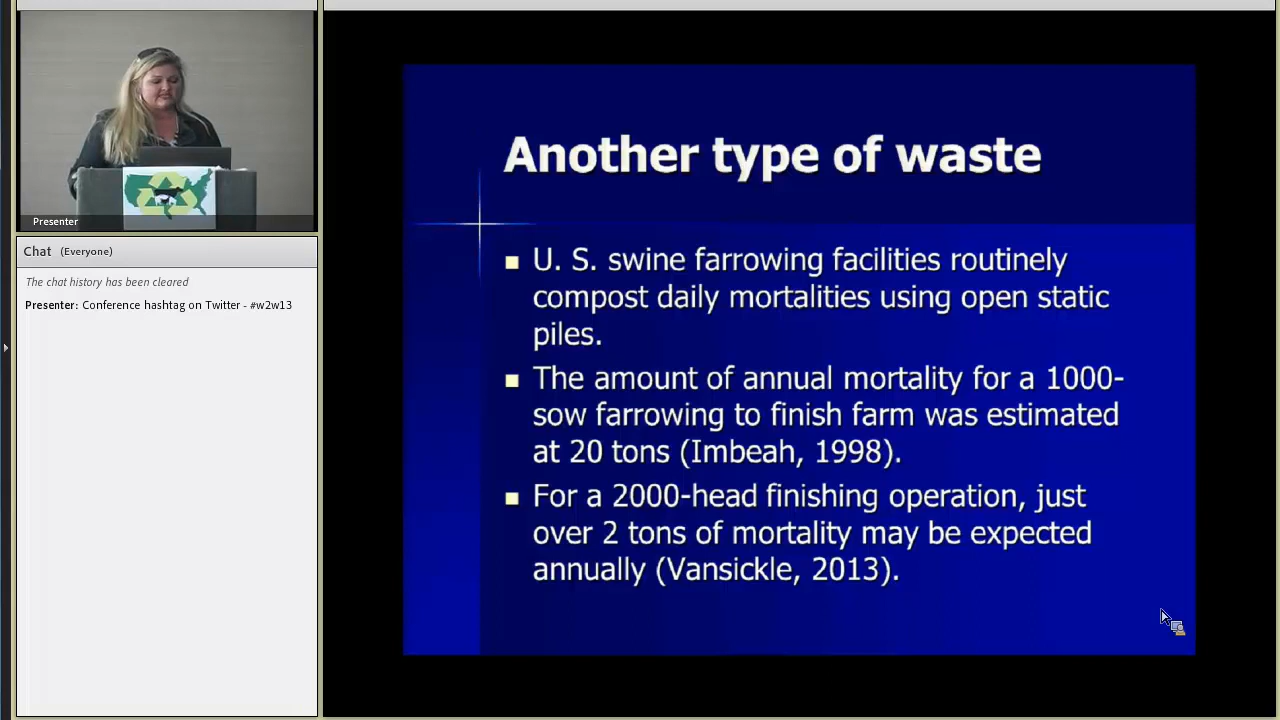 Presenter
Chat (Everyone)
The chat history has been cleared
Presenter: Conference hashtag on Twitter - #w2w13
Another type of waste
U. S. swine farrowing facilities routinely
compost daily mortalities using open static
piles.
The amount of annual mortality for a 1000-
sow farrowing to finish farm was estimated
at 20 tons (Imbeah, 1998).
For a 2000-head finishing operation, just
over 2 tons of mortality may be expected
annually (Vansickle, 2013).